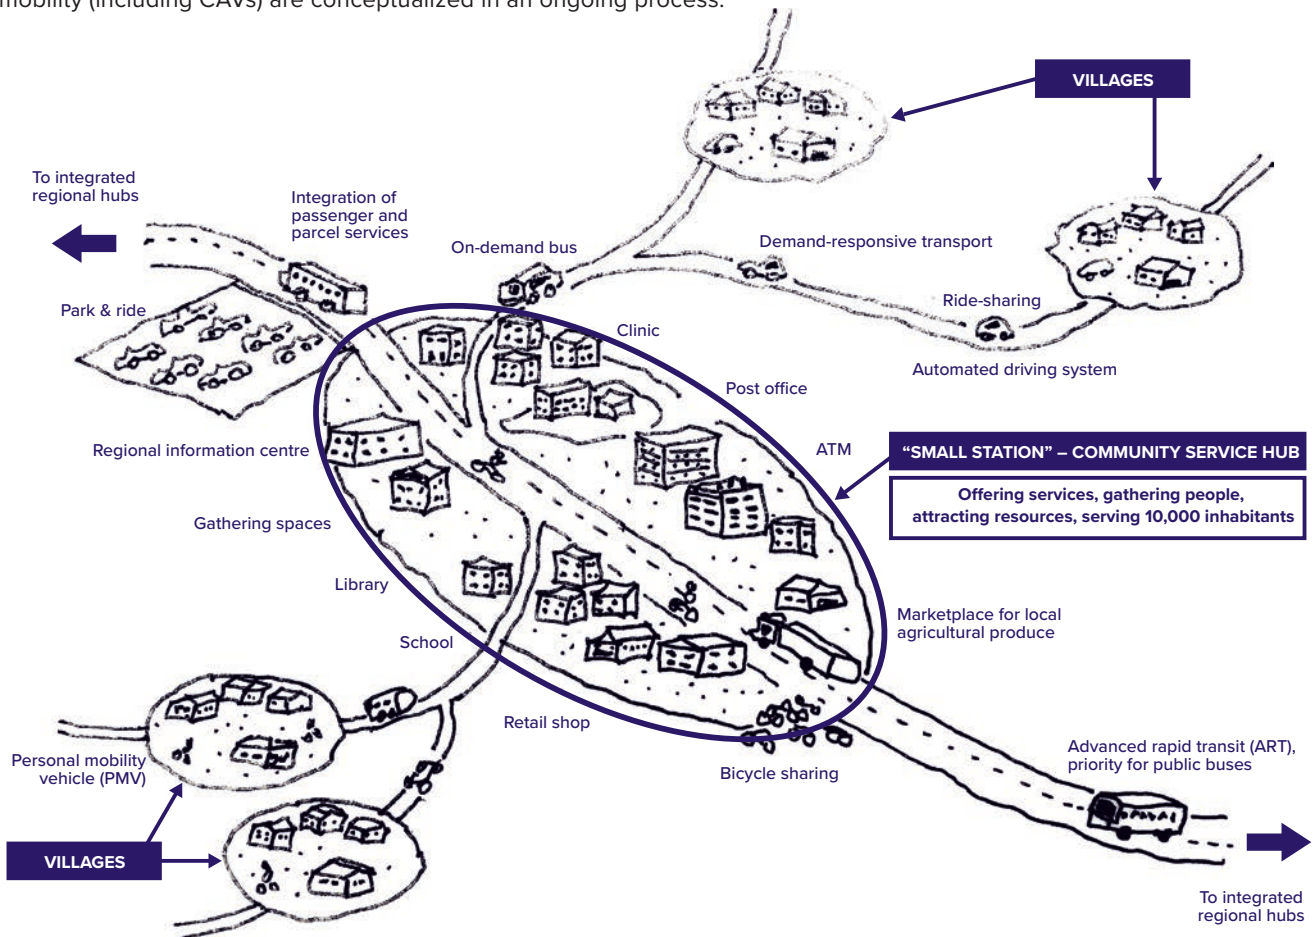 mobility (including CAVs) are conceptualized in an ongoing process.
VILLAGES
To integrated
regional hubs
Integration of
passenger and
parcel services
On-demand bus
Demand-responsive transport
Park & ride
Ride-sharing
Clinic
Automated driving system
Post office
Regional information centre
ATM
“SMALL STATION” – COMMUNITY SERVICE HUB
Offering services, gathering people,
attracting resources, serving 10,000 inhabitants
Gathering spaces
Library
Marketplace for local
agricultural produce
School
Retail shop
Personal mobility
vehicle (PMV)
Bicycle sharing
Advanced rapid transit (ART),
priority for public buses
VILLAGES
To integrated
regional hubs